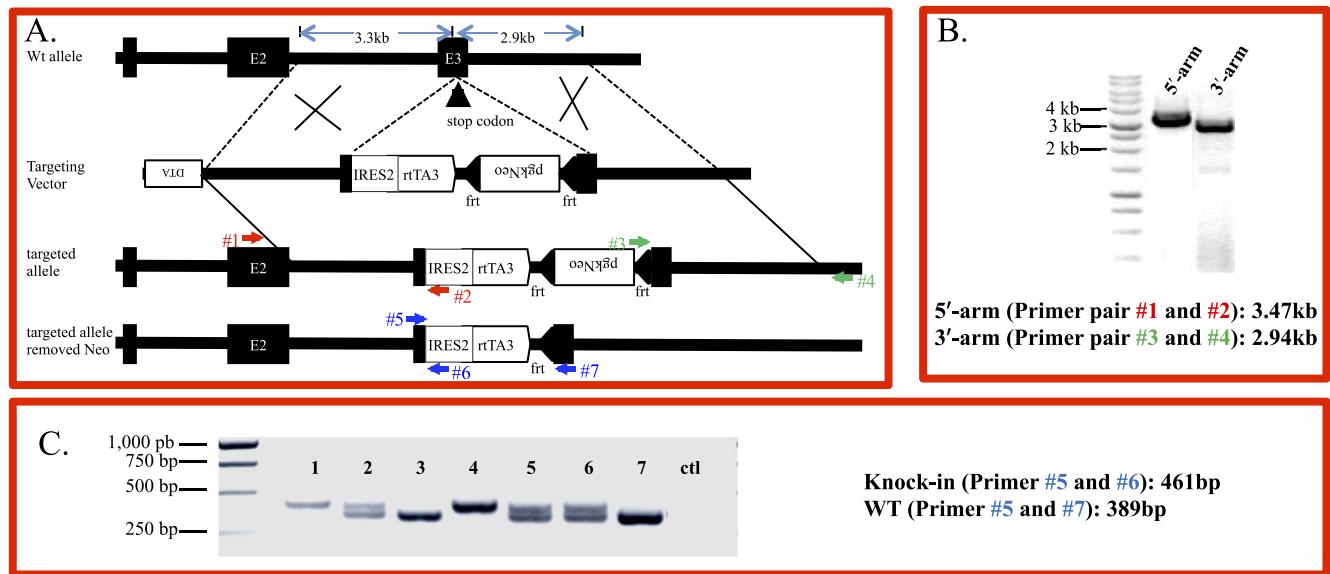 A.
3.3kb 2.9kb
Wt allele
E2 E3
stop codon
Targeting
Vector
DTA IRES2 rtTA3 pgkNeo
frt frt
#1 #3
targeted
allele
E2 IRES2 rtTA3 pgkNeo
#2 frt frt #4
#5
targeted allele
removed Neo
E2 IRES2 rtTA3
#6 frt #7
B.
5′-arm 3′-arm
4 kb
3 kb
2 kb
5′-arm (Primer pair #1 and #2): 3.47kb
3′-arm (Primer pair #3 and #4): 2.94kb
C.
1,000 pb
750 bp
500 bp
250 bp
1 2 3 4 5 6 7 ctl
Knock-in (Primer #5 and #6): 461bp
WT (Primer #5 and #7): 389bp